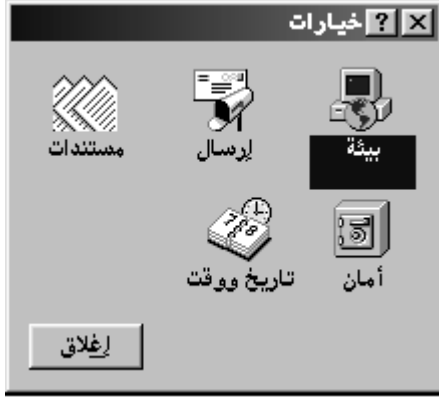 خيارات
بيئة
إرسال
مستندات
أمان
تاريخ ووقت
إغلاق